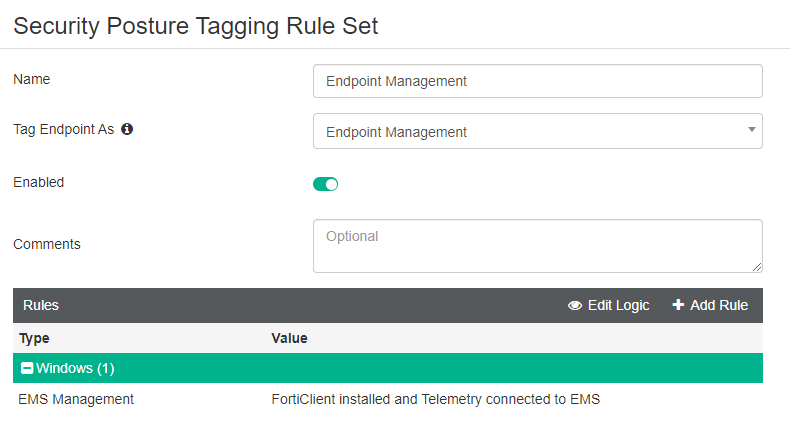 Security Posture Tagging Rule Set
Name
Endpoint Management
Tag Endpoint As
Endpoint Management
Enabled
Comments
Optional
Rules Edit Logic Add Rule
Type Value
Windows (1)
EMS Management FortiClient installed and Telemetry connected to EMS